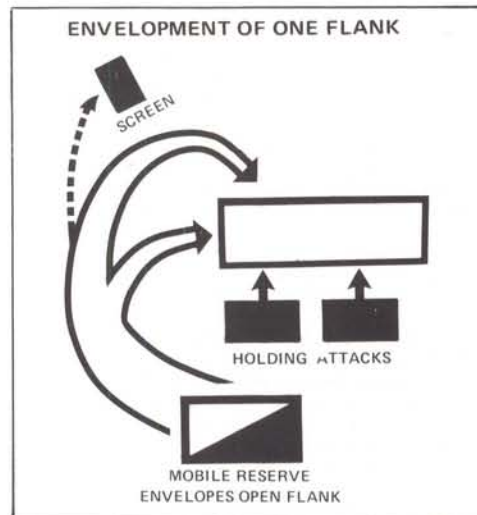 ENVELOPMENT OF ONE FLANK
SCREEN
HOLDING ATTACKS
MOBILE RESERVE
ENVELOPES OPEN FLANK